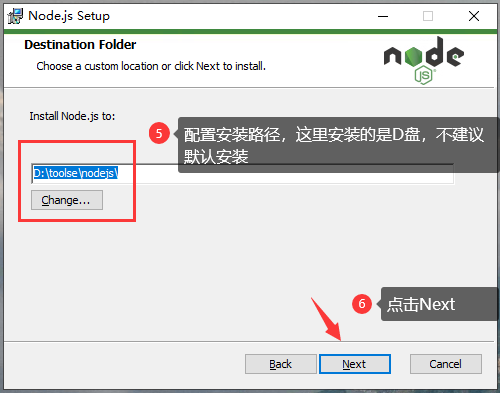 Node.js Setup
Destination Folder
Choose a custom location or click Next to install.
node
JS
Install Node.js to:
5
配置安装路径，这里安装的是D盘，不建议
默认安装
D:\toolse\nodejs\
Change...
6
点击Next
Back
Next
Cancel